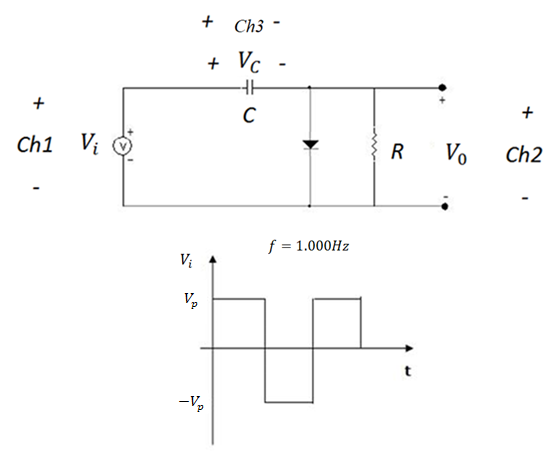 + Ch3 -
+ V_C -
+
Ch1
-
V_i
V
+
-
C
R
+
V_0
-
+
Ch2
-
f = 1.000Hz
V_i
V_p
-V_p
t